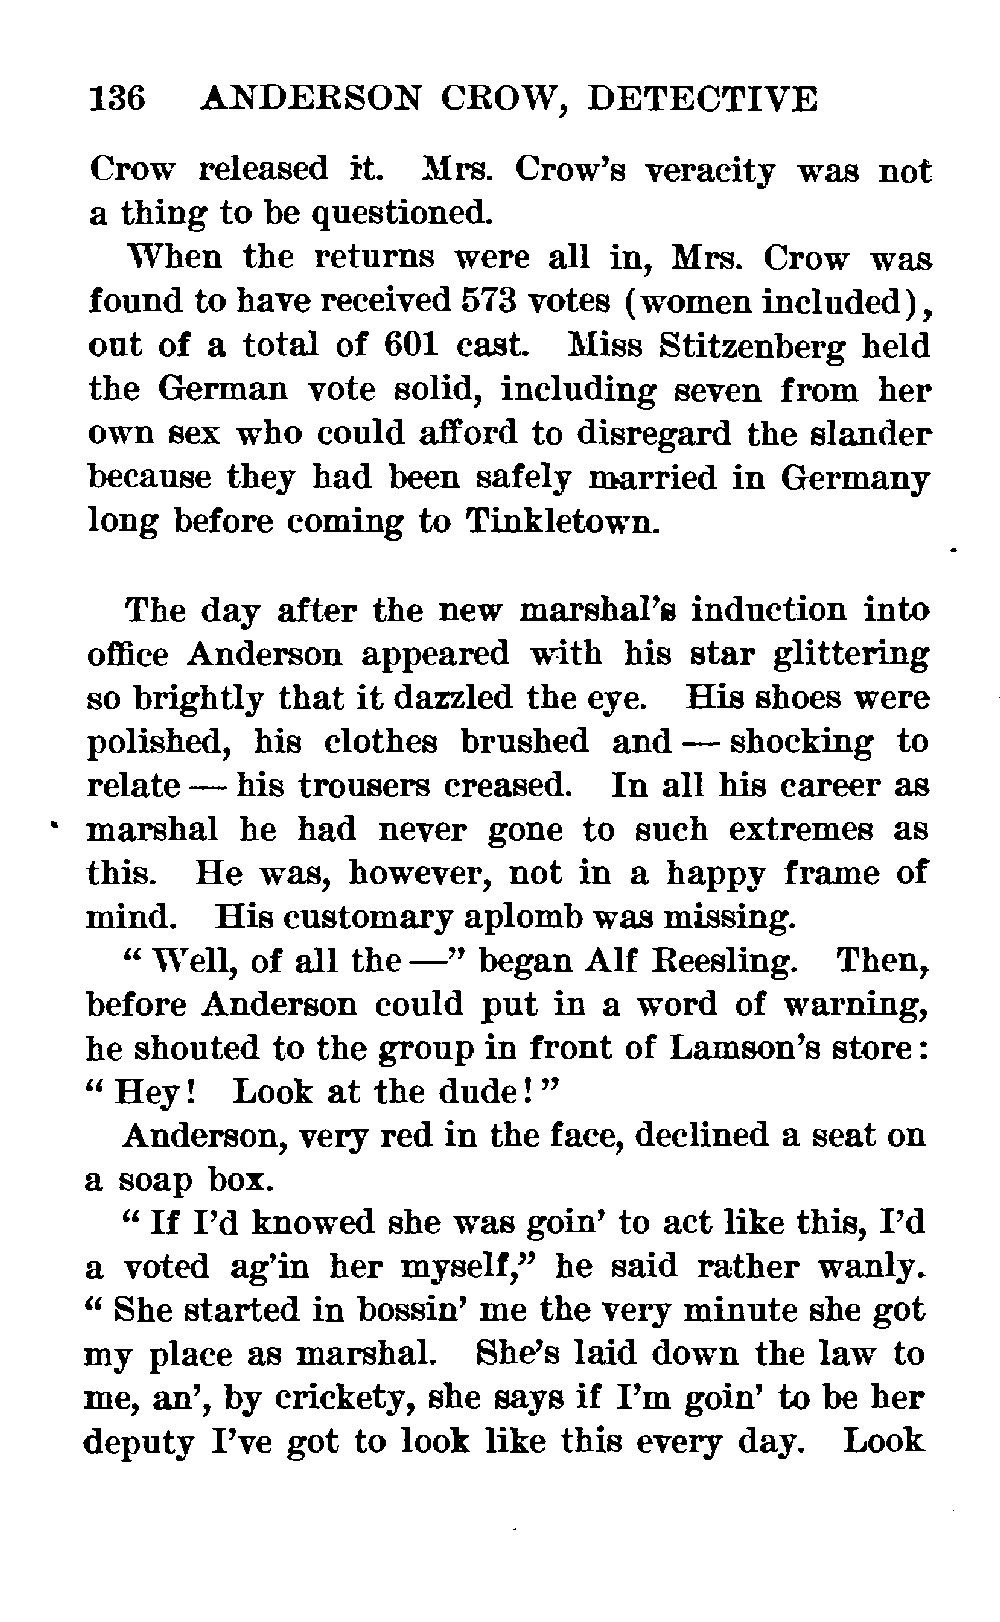 136 ANDERSON CROW, DETECTIVE
Crow released it. Mrs. Crow's veracity was not
a thing to be questioned.
When the returns were all in, Mrs. Crow was
found to have received 573 votes (women included),
out of a total of 601 cast. Miss Stitzenberg held
the German vote solid, including seven from her
own sex who could afford to disregard the slander
because they had been safely married in Germany
long before coming to Tinkletown.
The day after the new marshal's induction into
office Anderson appeared with his star glittering
so brightly that it dazzled the eye. His shoes were
polished, his clothes brushed and — shocking to
relate — his trousers creased. In all his career as
marshal he had never gone to such extremes as
this. He was, however, not in a happy frame of
mind. His customary aplomb was missing.
“ Well, of all the —” began Alf Reesling. Then,
before Anderson could put in a word of warning,
he shouted to the group in front of Lamson's store:
“ Hey! Look at the dude!”
Anderson, very red in the face, declined a seat on
a soap box.
“ If I'd knowed she was goin' to act like this, I'd
a voted ag'in her myself,” he said rather wanly.
“ She started in bossin' me the very minute she got
my place as marshal. She's laid down the law to
me, an', by crickety, she says if I'm goin' to be her
deputy I've got to look like this every day. Look